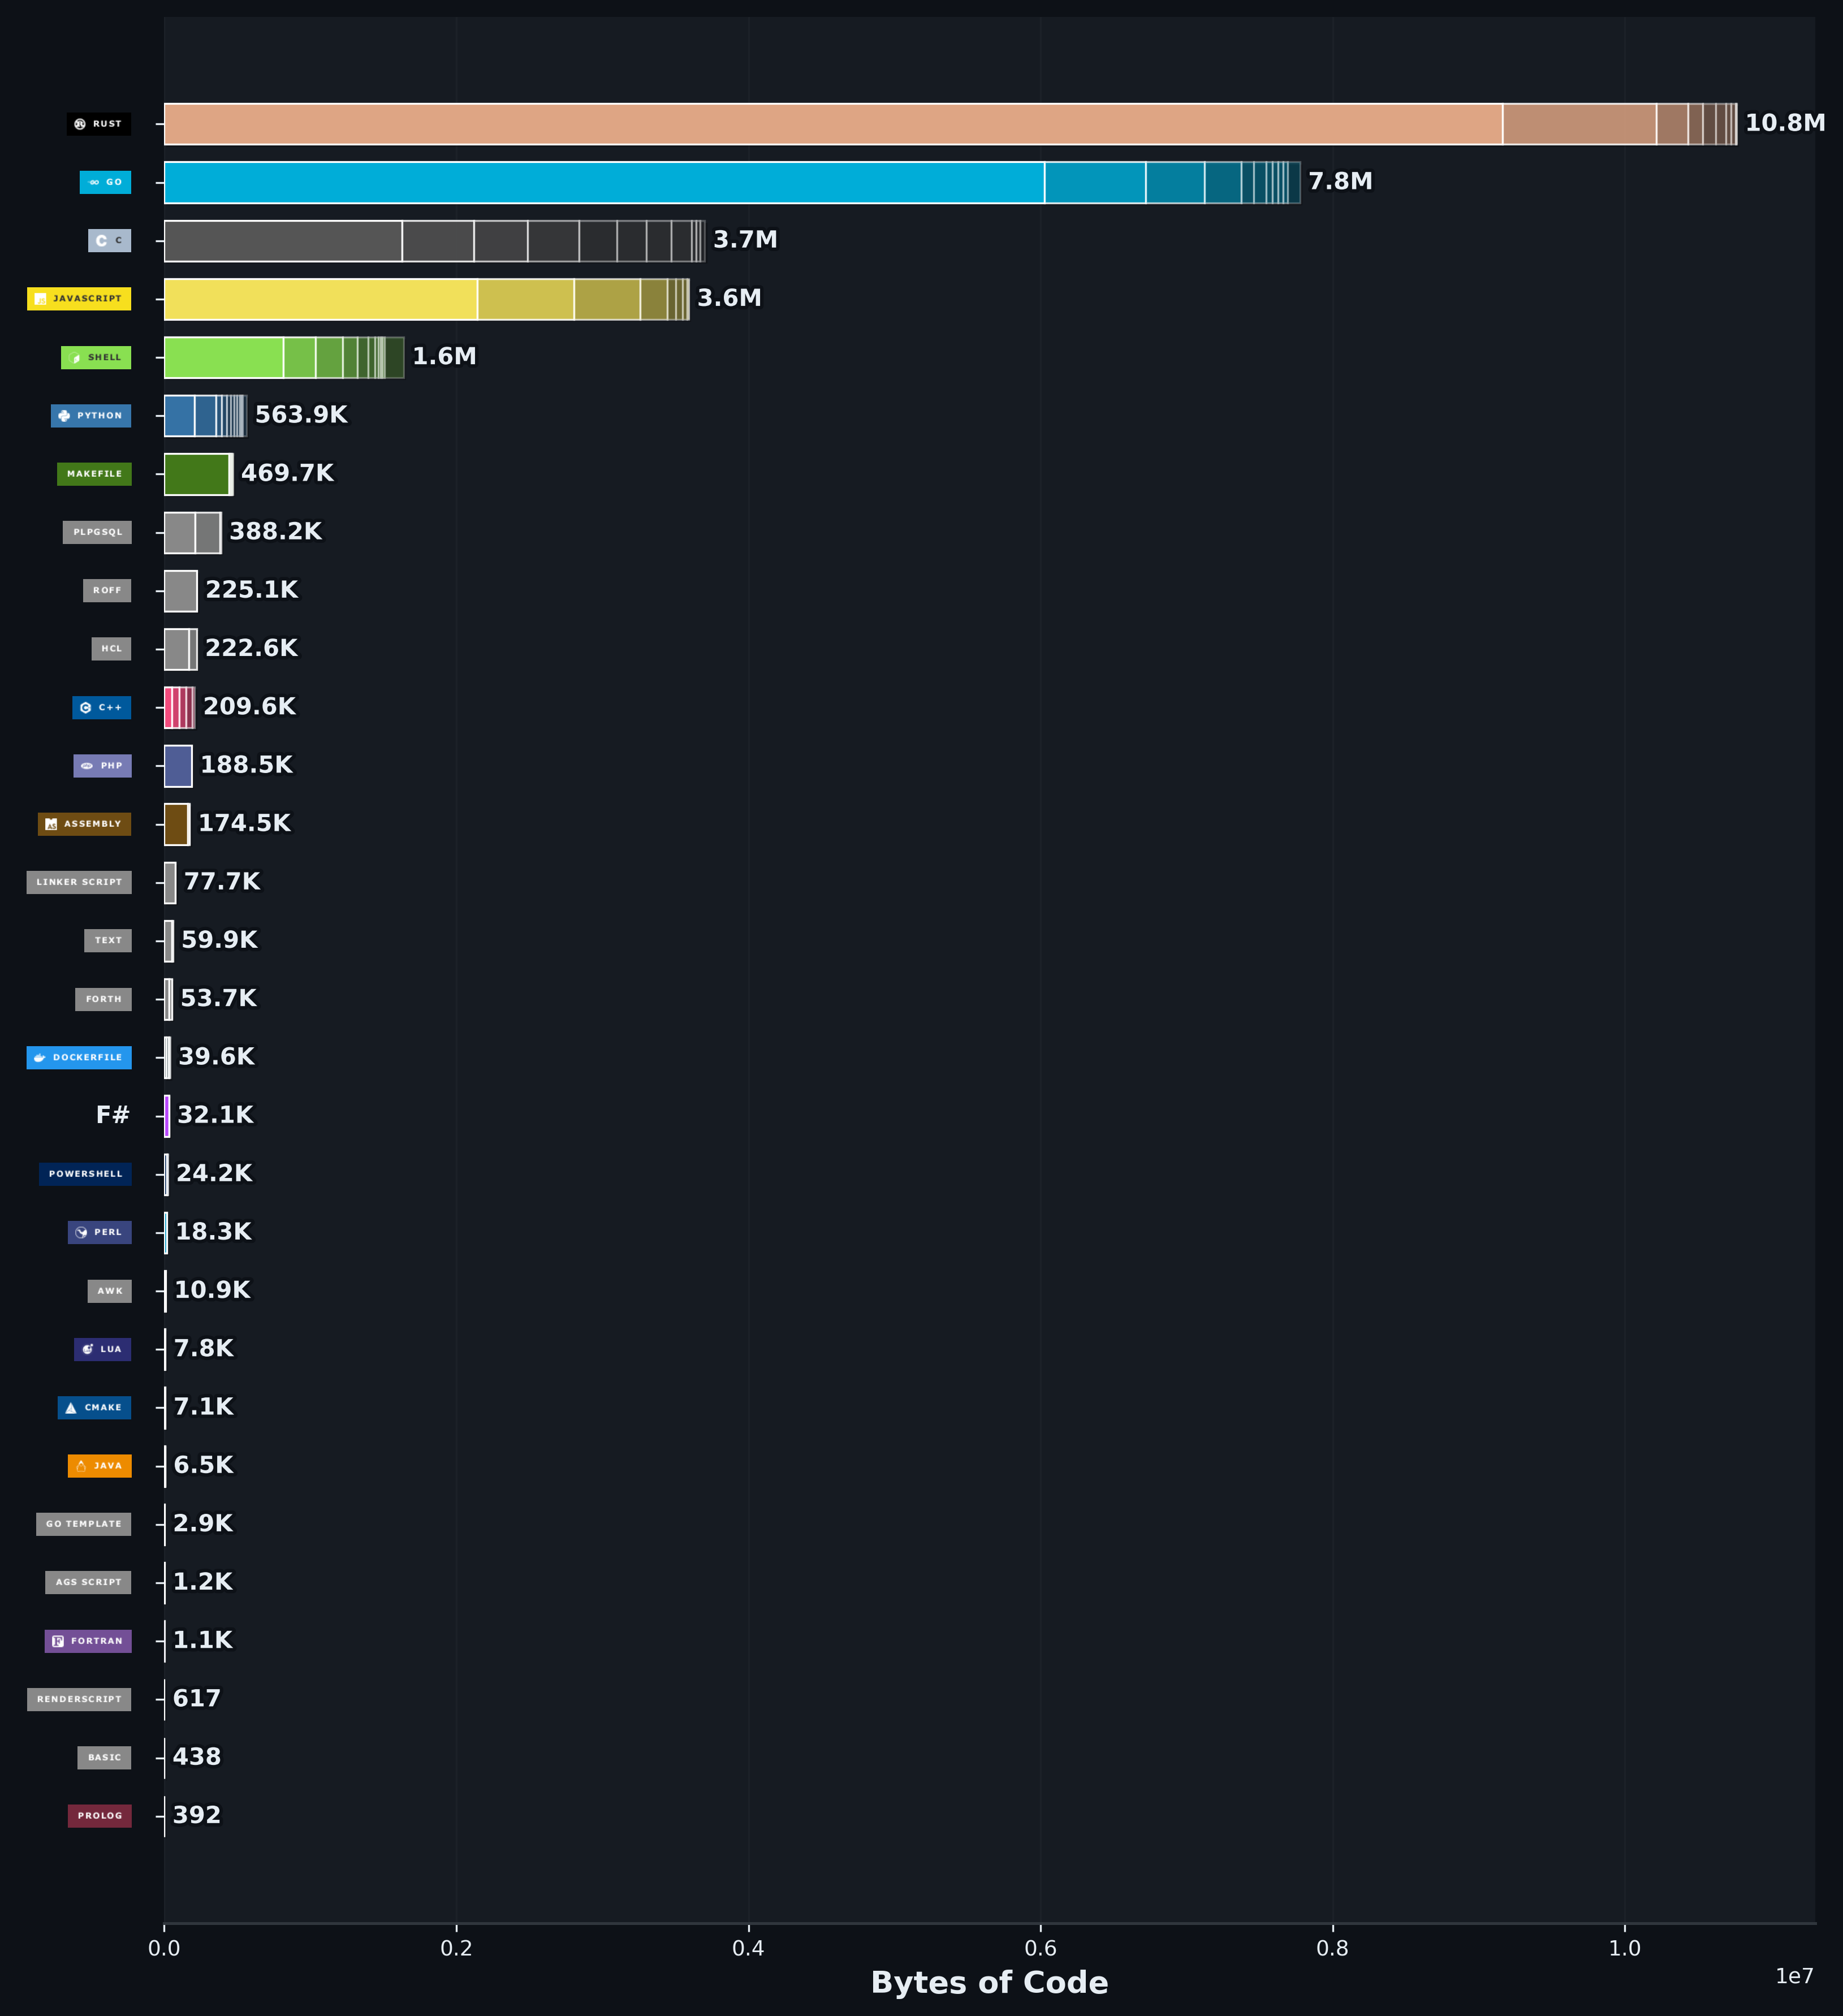 RUST 10.8M
GO 7.8M
C C 3.7M
JAVASCRIPT 3.6M
SHELL 1.6M
PYTHON 563.9K
MAKEFILE 469.7K
PLPGSQL 388.2K
ROFF 225.1K
HCL 222.6K
C++ 209.6K
PHP 188.5K
ASSEMBLY 174.5K
LINKER SCRIPT 77.7K
TEXT 59.9K
FORTH 53.7K
DOCKERFILE 39.6K
F# 32.1K
POWERSHELL 24.2K
PERL 18.3K
AWK 10.9K
LUA 7.8K
CMAKE 7.1K
JAVA 6.5K
GO TEMPLATE 2.9K
AGS SCRIPT 1.2K
F FORTRAN 1.1K
RENDERSCRIPT 617
BASIC 438
PROLOG 392
0.0 0.2 0.4 0.6 0.8 1.0
Bytes of Code
1e7